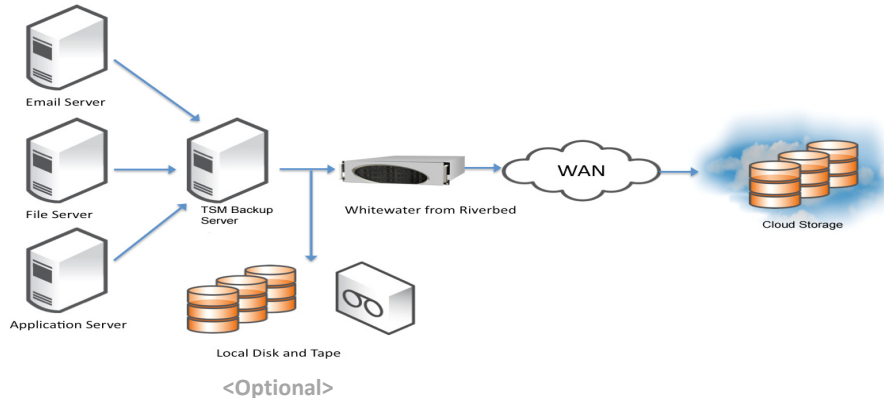 Email Server
File Server
Application Server
TSM Backup
Server
Whitewater from Riverbed
WAN
Cloud Storage
Local Disk and Tape
<Optional>